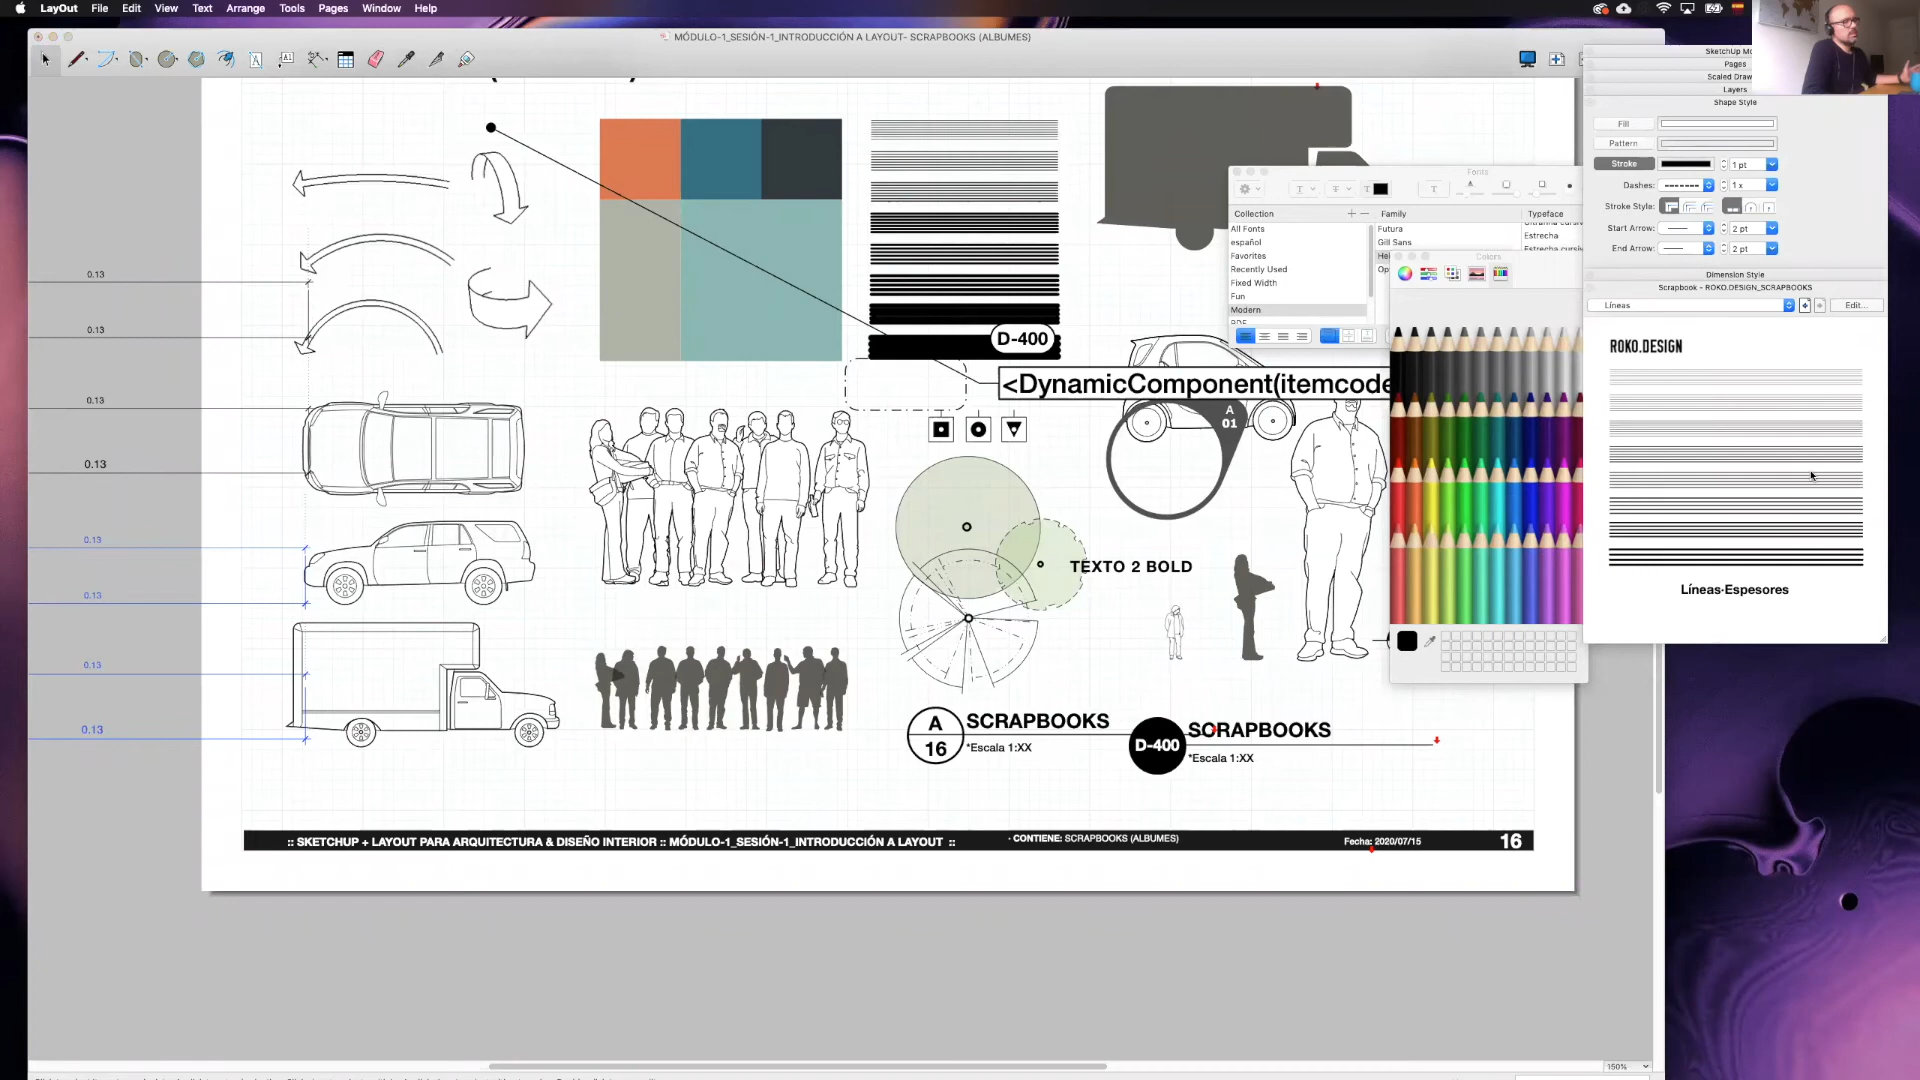 LayOut File Edit View Text Arrange Tools Pages Window Help
MÓDULO-1_SESIÓN-1_INTRODUCCIÓN A LAYOUT- SCRAPBOOKS (ALBUMES)
Pages
Layers
Shape Style
Fill
Pattern
Stroke 1 pt
Dashes: 1 x
Stroke Style:
Start Arrow: 2 pt
End Arrow: 2 pt
Dimension Style
Scrapbook - ROKO.DESIGN_SCRAPBOOKS
Líneas Edit...
ROKO.DESIGN
Líneas·Espesores
Fonts
Collection Family Typeface
All Fonts Futura
español Gill Sans Estrecha
Favorites
Recently Used
Fixed Width
Fun
Modern
Colors
0.13
0.13
0.13
0.13
0.13
0.13
0.13
0.13
D-400
<DynamicComponent(itemcode
A
01
TEXTO 2 BOLD
A
16
SCRAPBOOKS
*Escala 1:XX
D-400
SCRAPBOOKS
*Escala 1:XX
:: SKETCHUP + LAYOUT PARA ARQUITECTURA & DISEÑO INTERIOR :: MÓDULO-1_SESIÓN-1_INTRODUCCIÓN A LAYOUT ::
· CONTIENE: SCRAPBOOKS (ALBUMES)
Fecha: 2020/07/15
16
150%